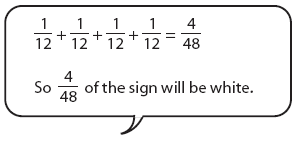 1/12 + 1/12 + 1/12 + 1/12 = 4/48
So 4/48 of the sign will be white.